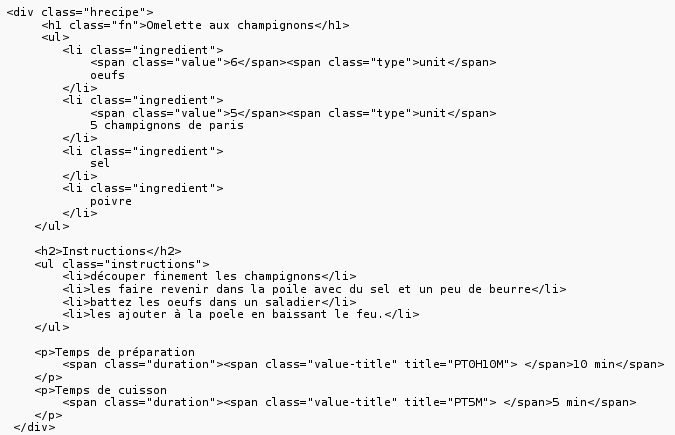 <div class="hrecipe">
<h1 class="fn">Omelette aux champignons</h1>
<ul>
<li class="ingredient">
<span class="value">6</span><span class="type">unit</span>
oeufs
</li>
<li class="ingredient">
<span class="value">5</span><span class="type">unit</span>
5 champignons de paris
</li>
<li class="ingredient">
sel
</li>
<li class="ingredient">
poivre
</li>
</ul>
<h2>Instructions</h2>
<ul class="instructions">
<li>découper finement les champignons</li>
<li>les faire revenir dans la poile avec du sel et un peu de beurre</li>
<li>battez les oeufs dans un saladier</li>
<li>les ajouter à la poele en baissant le feu.</li>
</ul>
<p>Temps de préparation
<span class="duration"><span class="value-title" title="PT0H10M"> </span>10 min</span>
</p>
<p>Temps de cuisson
<span class="duration"><span class="value-title" title="PT5M"> </span>5 min</span>
</p>
</div>